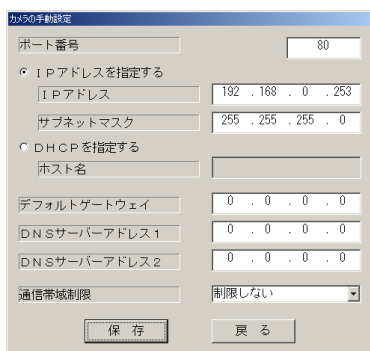 カメラの手動設定
ポート番号 80
ＩＰアドレスを指定する
ＩＰアドレス 192 . 168 . 0 . 253
サブネットマスク 255 . 255 . 255 . 0
ＤＨＣＰを指定する
ホスト名
デフォルトゲートウェイ 0 . 0 . 0 . 0
ＤＮＳサーバーアドレス１ 0 . 0 . 0 . 0
ＤＮＳサーバーアドレス２ 0 . 0 . 0 . 0
通信帯域制限 制限しない
保 存 戻 る